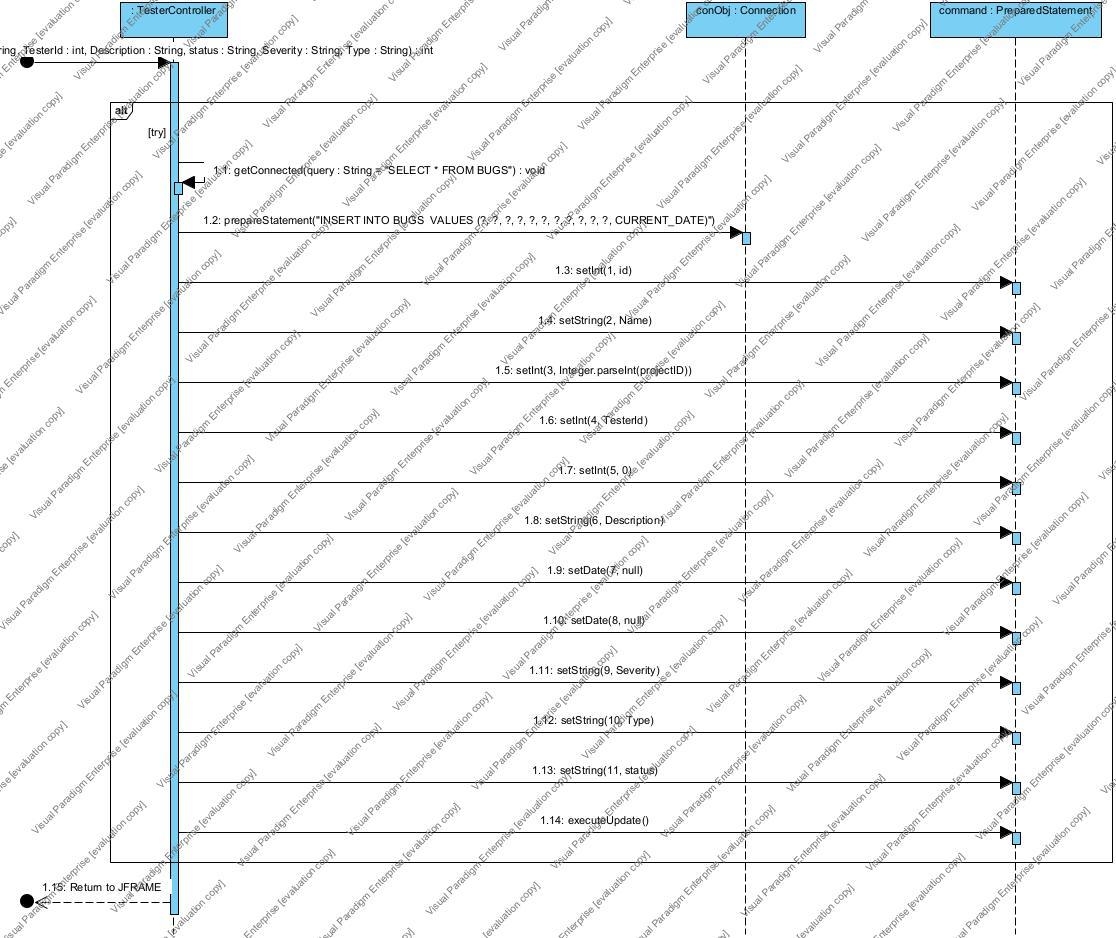 : TesterController
conObj : Connection
command : PreparedStatement
ring, TesterId : int, Description : String, status : String, Severity : String, Type : String) : int
alt
[try]
1.1: getConnected(query : String = "SELECT * FROM BUGS") : void
1.2: prepareStatement("INSERT INTO BUGS VALUES (?, ?, ?, ?, ?, ?, ?, ?, ?, ?, ?, CURRENT_DATE)")
1.3: setInt(1, id)
1.4: setString(2, Name)
1.5: setInt(3, Integer.parseInt(projectID))
1.6: setInt(4, TesterId)
1.7: setInt(5, 0)
1.8: setString(6, Description)
1.9: setDate(7, null)
1.10: setDate(8, null)
1.11: setString(9, Severity)
1.12: setString(10, Type)
1.13: setString(11, status)
1.14: executeUpdate()
1.15: Return to JFRAME
Visual Paradigm Enterprise [evaluation copy]